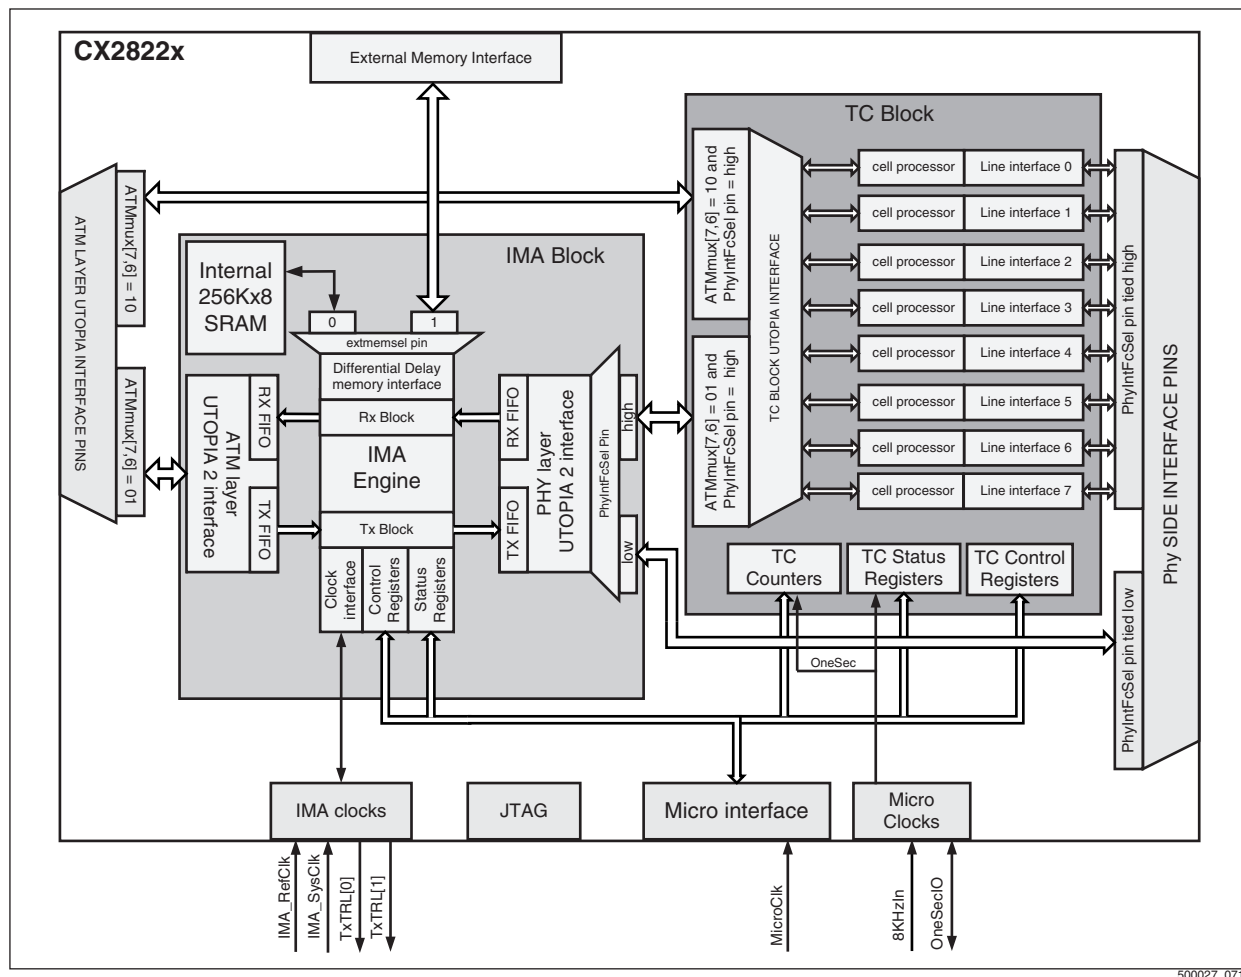 CX2822x
External Memory Interface
TC Block
ATM LAYER UTOPIA INTERFACE PINS
ATMmux[7,6] = 10
ATMmux[7,6] = 01
ATMmux[7,6] = 10 and
PhyIntFcSel pin = high
ATMmux[7,6] = 01 and
PhyIntFcSel pin = high
TC BLOCK UTOPIA INTERFACE
cell processor Line interface 0
cell processor Line interface 1
cell processor Line interface 2
cell processor Line interface 3
cell processor Line interface 4
cell processor Line interface 5
cell processor Line interface 6
cell processor Line interface 7
PhyIntFcSel pin tied high
PhyIntFcSel pin tied low
Phy SIDE INTERFACE PINS
IMA Block
Internal
256Kx8
SRAM
0
1
extmemsel pin
Differential Delay
memory interface
Rx Block
IMA
Engine
Tx Block
Clock
interface
Control
Registers
Status
Registers
ATM layer
UTOPIA 2 interface
RX FIFO
TX FIFO
RX FIFO
TX FIFO
PHY layer
UTOPIA 2 interface
PhyIntFcSel Pin
high
low
TC
Counters
TC Status
Registers
TC Control
Registers
OneSec
IMA clocks
JTAG
Micro interface
Micro
Clocks
IMA_RefClk
IMA_SysClk
TxTRL[0]
TxTRL[1]
MicroClk
8KHzIn
OneSecIO
500027_071